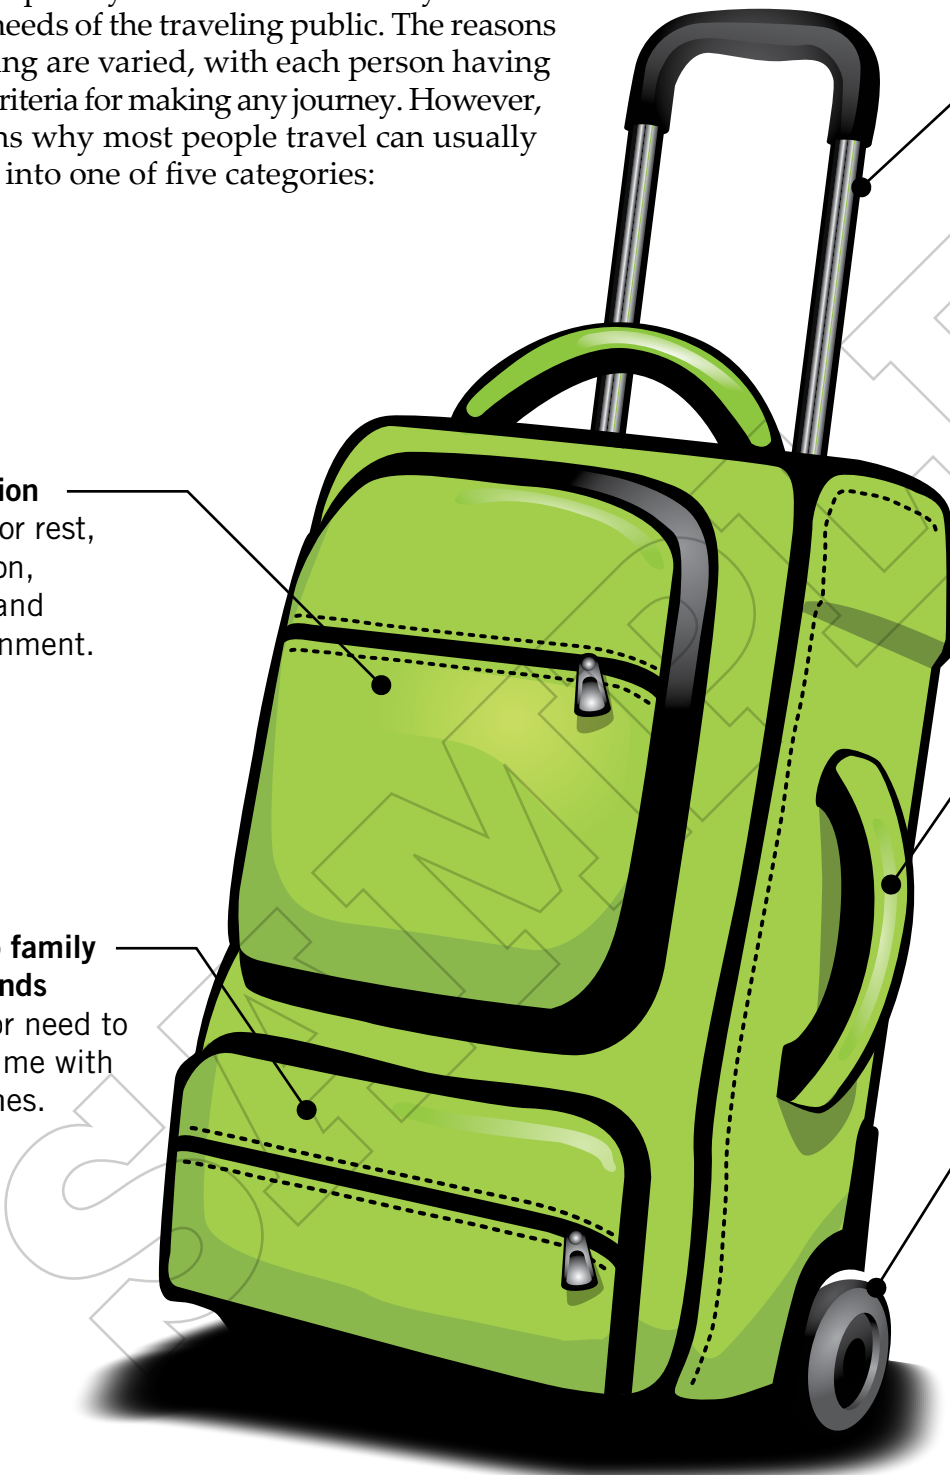 needs of the traveling public. The reasons
ing are varied, with each person having
riteria for making any journey. However,
ns why most people travel can usually
into one of five categories:
ion
or rest,
on,
and
nment.
family
nds
or need to
me with
nes.
SAMPLE